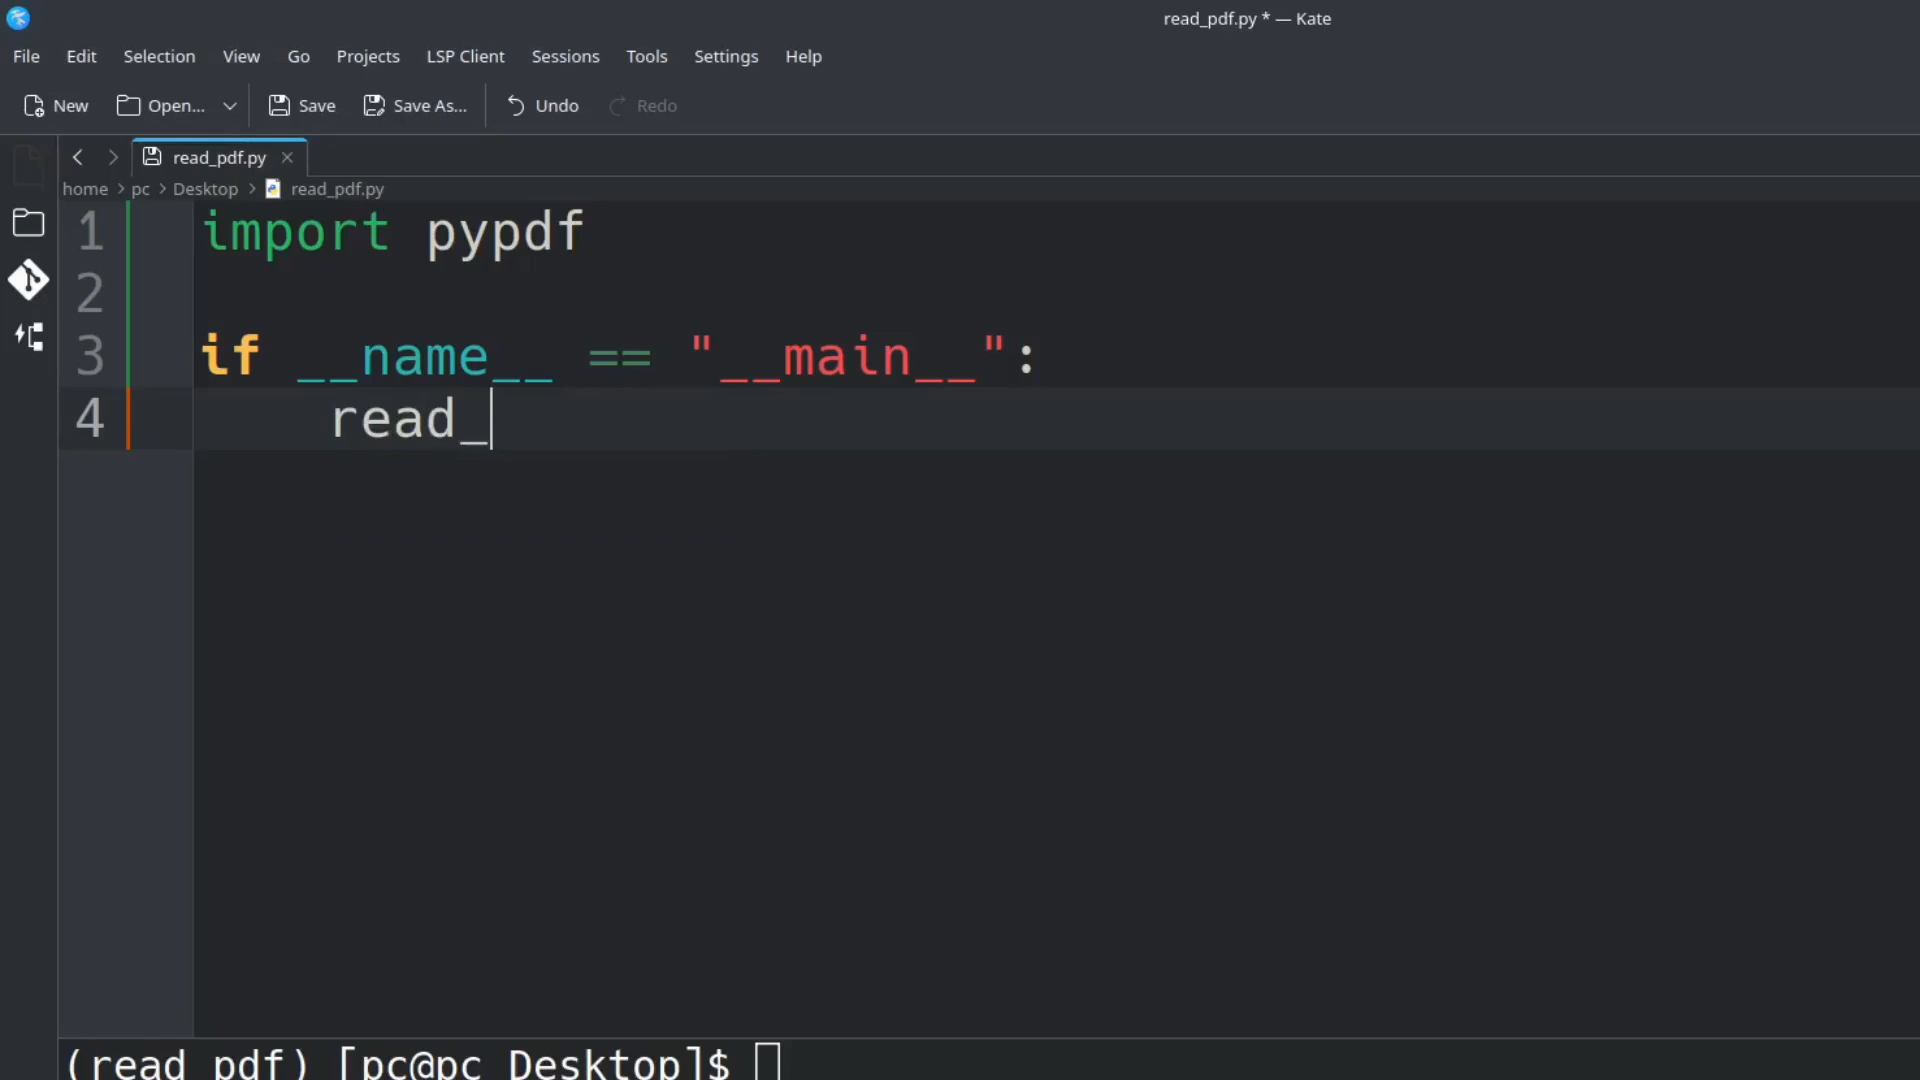 read_pdf.py * — Kate
File Edit Selection View Go Projects LSP Client Sessions Tools Settings Help
New Open... Save Save As... Undo Redo
read_pdf.py
home > pc > Desktop > read_pdf.py
1 import pypdf
2
3 if __name__ == "__main__":
4     read_
(read_pdf) [pc@pc Desktop]$